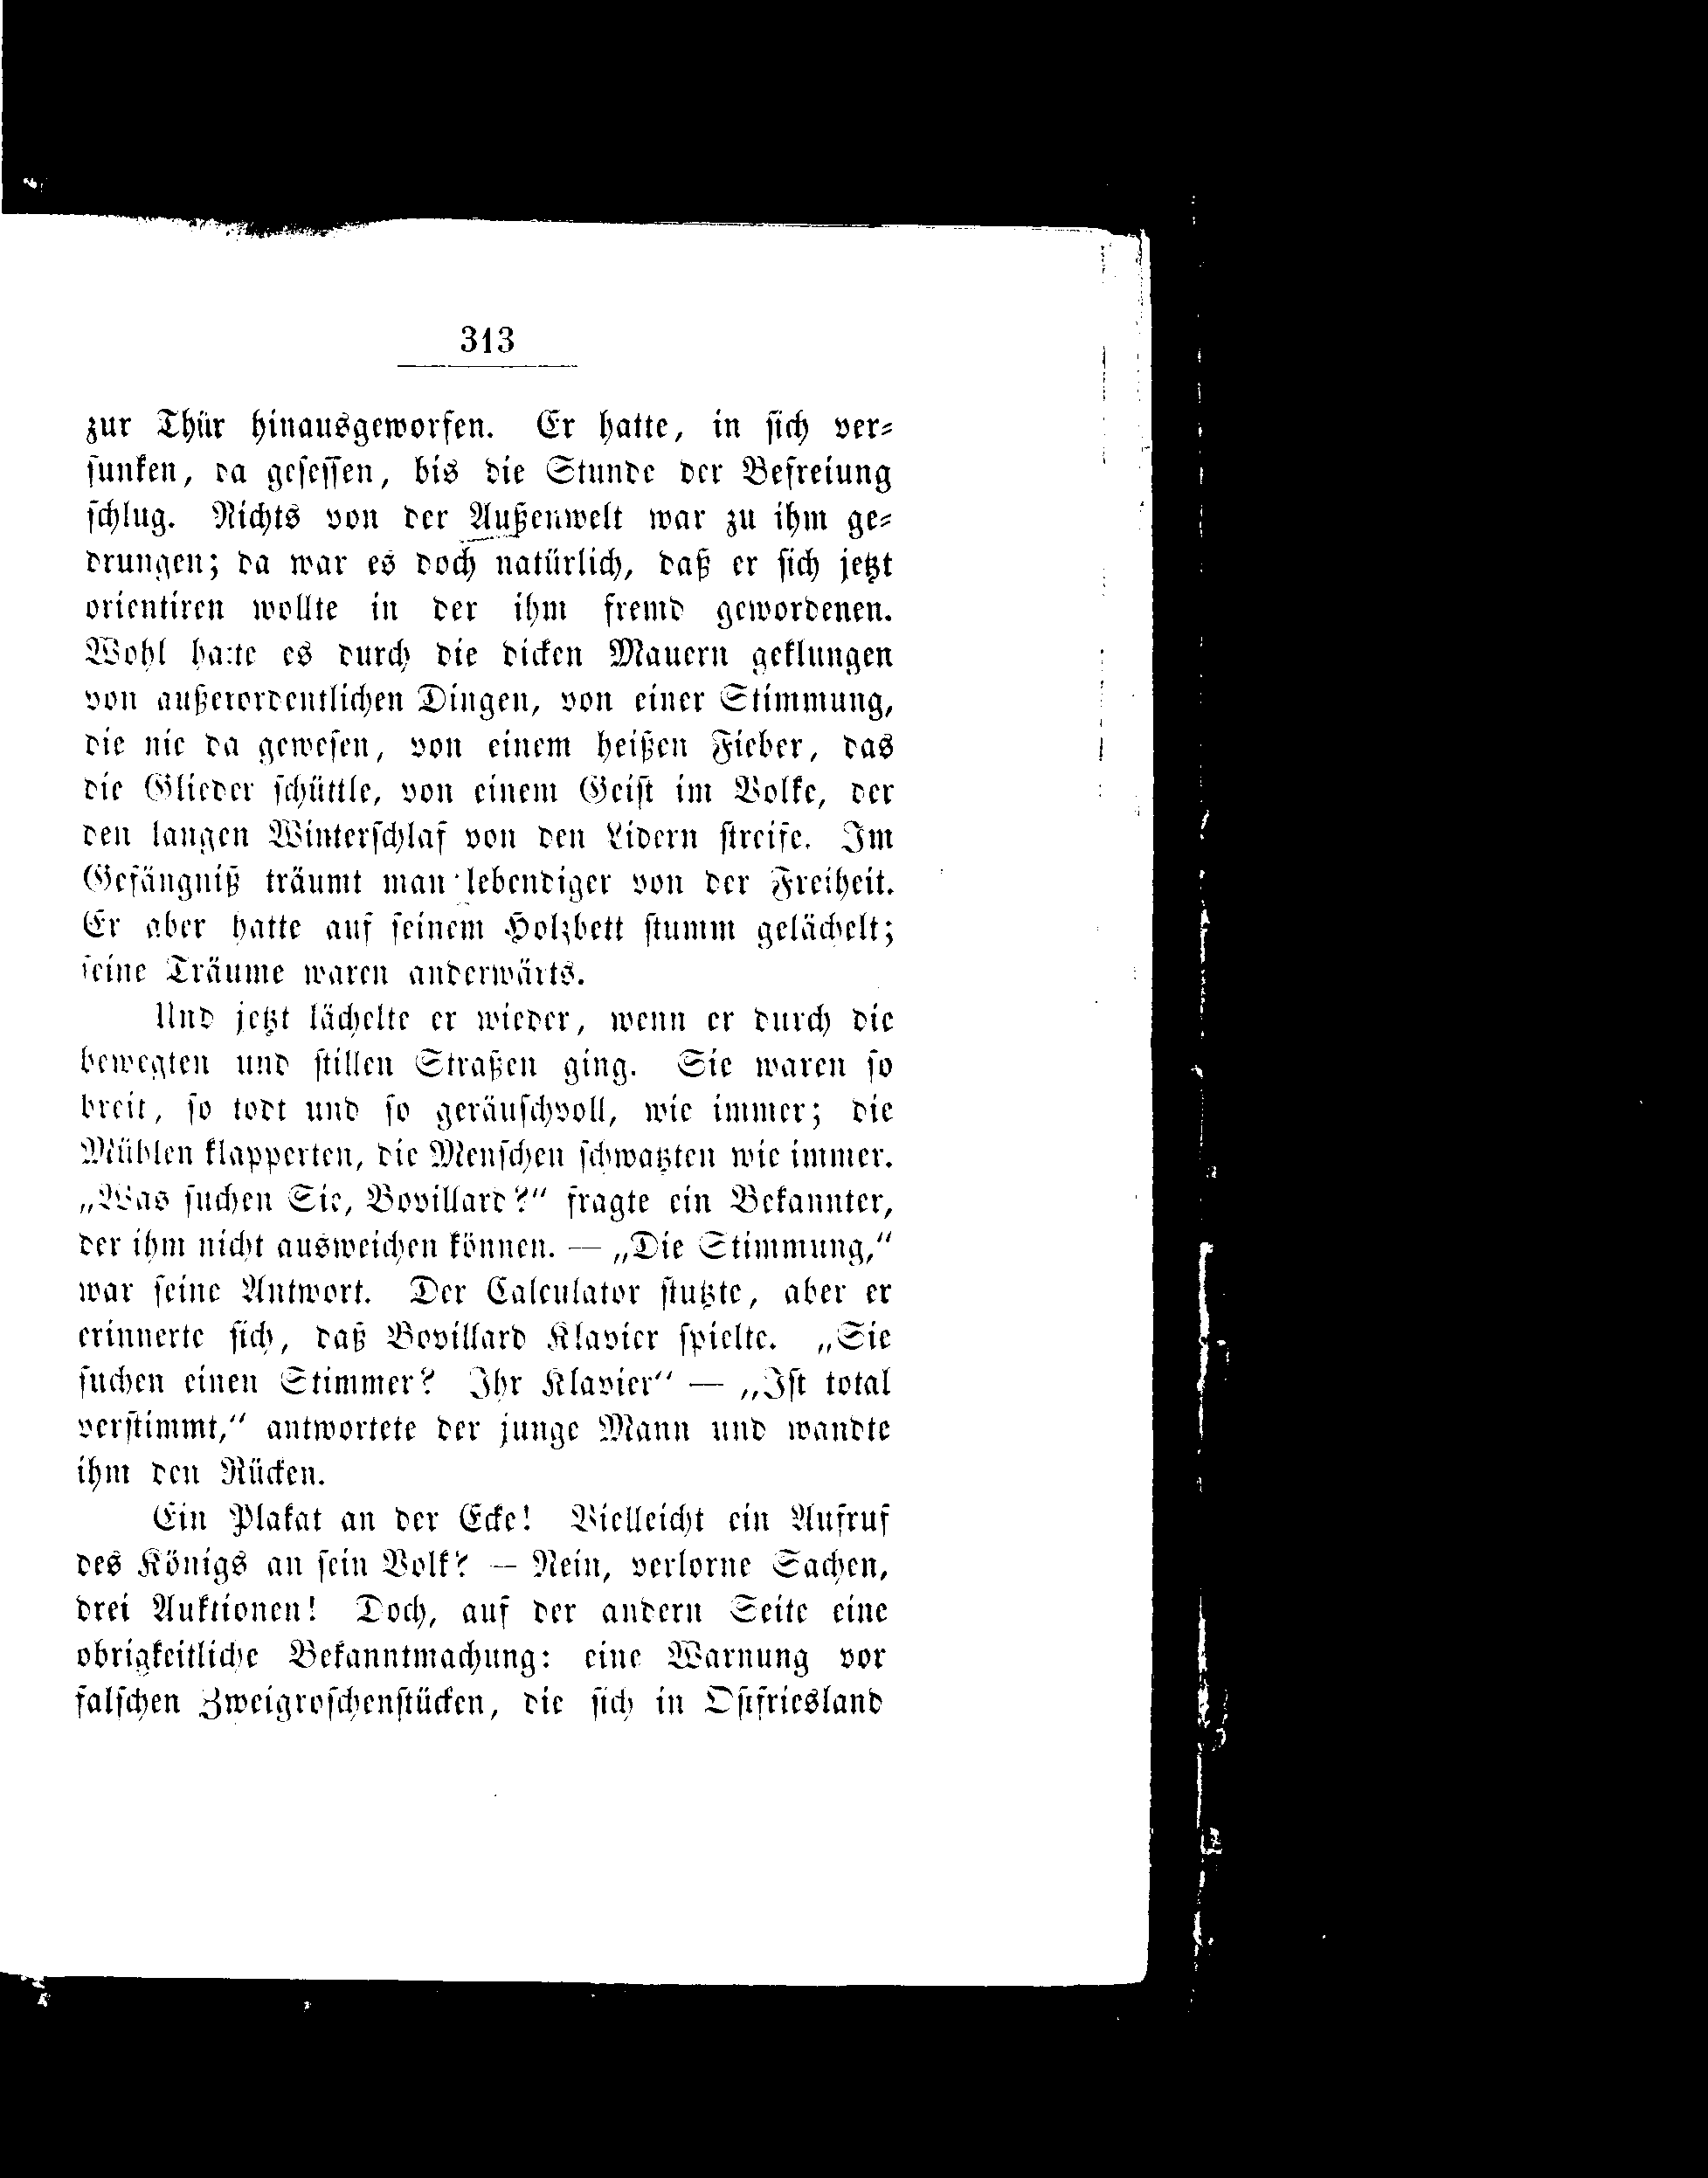 313
zur Thür hinausgeworfen. Er hatte, in sich ver-
sunken, da gesessen, bis die Stunde der Befreiung
schlug. Nichts von der Außenwelt war zu ihm ge-
drungen; da war es doch natürlich, daß er sich jetzt
orientiren wollte in der ihm fremd gewordenen.
Wohl hatte es durch die dicken Mauern geklungen
von außerordentlichen Dingen, von einer Stimmung,
die nie da gewesen, von einem heißen Fieber, das
die Glieder schüttle, von einem Geist im Volke, der
den langen Winterschlaf von den Lidern streife. Im
Gefängniß träumt man lebendiger von der Freiheit.
Er aber hatte auf seinem Holzbett stumm gelächelt;
seine Träume waren anderwärts.
Und jetzt lächelte er wieder, wenn er durch die
bewegten und stillen Straßen ging. Sie waren so
breit, so todt und so geräuschvoll, wie immer; die
Mühlen klapperten, die Menschen schwatzten wie immer.
„Was suchen Sie, Bovillard?“ fragte ein Bekannter,
der ihm nicht ausweichen können. — „Die Stimmung,“
war seine Antwort. Der Calculator stutzte, aber er
erinnerte sich, daß Bovillard Klavier spielte. „Sie
suchen einen Stimmer? Ihr Klavier“ — „Ist total
verstimmt,“ antwortete der junge Mann und wandte
ihm den Rücken.
Ein Plakat an der Ecke! Vielleicht ein Aufruf
des Königs an sein Volk? — Nein, verlorne Sachen,
drei Auktionen! Doch, auf der andern Seite eine
obrigkeitliche Bekanntmachung: eine Warnung vor
falschen Zweigroschenstücken, die sich in Ostfriesland